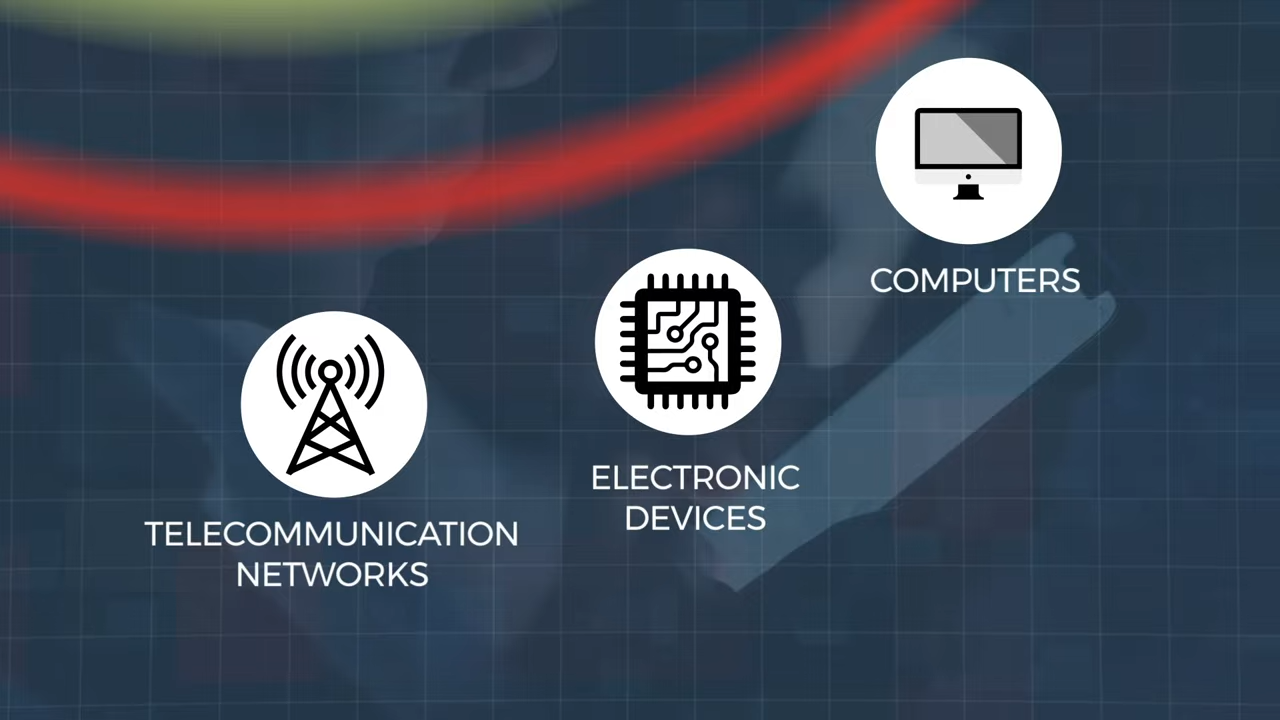 COMPUTERS
ELECTRONIC
DEVICES
TELECOMMUNICATION
NETWORKS